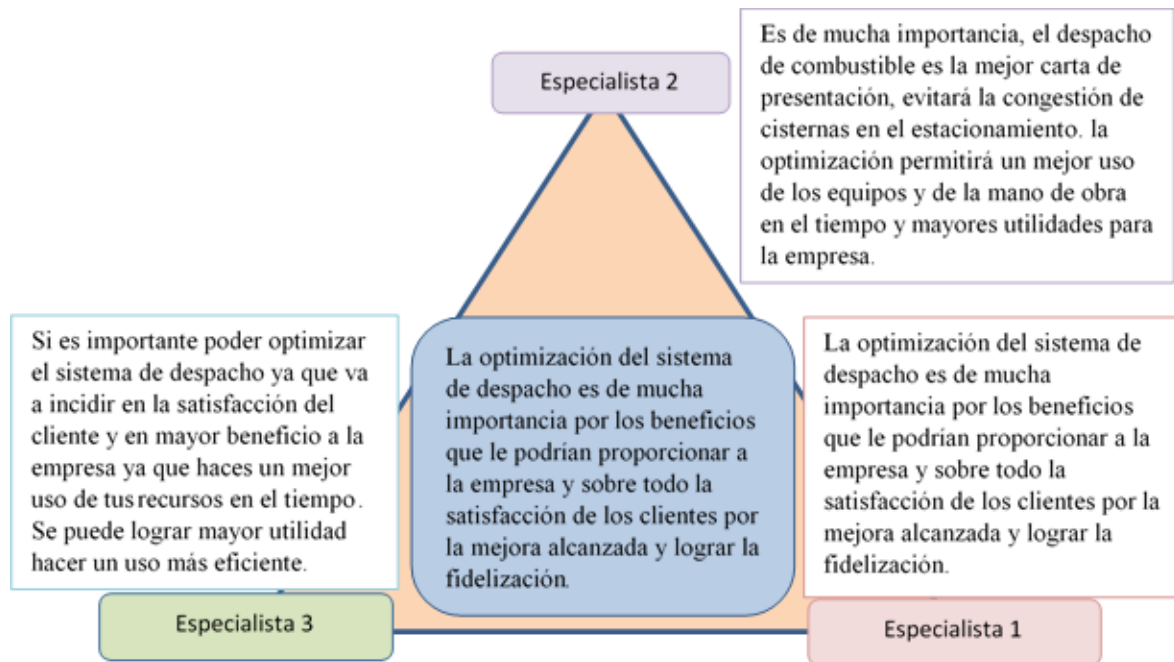 Especialista 2
Es de mucha importancia, el despacho
de combustible es la mejor carta de
presentación, evitará la congestión de
cisternas en el estacionamiento. la
optimización permitirá un mejor uso
de los equipos y de la mano de obra
en el tiempo y mayores utilidades para
la empresa.
Si es importante poder optimizar
el sistema de despacho ya que va
a incidir en la satisfacción del
cliente y en mayor beneficio a la
empresa ya que haces un mejor
uso de tus recursos en el tiempo.
Se puede lograr mayor utilidad
hacer un uso más eficiente.
La optimización del sistema
de despacho es de mucha
importancia por los beneficios
que le podrían proporcionar a
la empresa y sobre todo la
satisfacción de los clientes por
la mejora alcanzada y lograr la
fidelización.
La optimización del sistema de
despacho es de mucha
importancia por los beneficios
que le podrían proporcionar a la
empresa y sobre todo la
satisfacción de los clientes por
la mejora alcanzada y lograr la
fidelización.
Especialista 3
Especialista 1